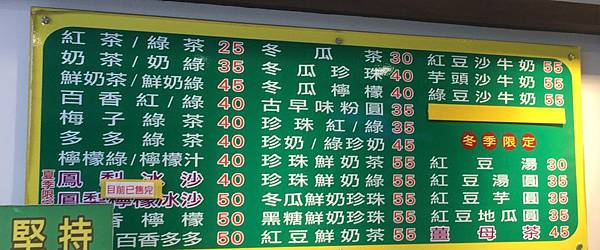 紅茶/綠茶 25
奶茶/奶綠 35
鮮奶茶/鮮奶綠 45
百香紅/綠 40
梅子綠茶 40
多多綠茶 40
檸檬綠/檸檬汁 40
夏季限
鳳梨冰沙 40
目前已售完
鳳梨檸檬冰沙 50
香檸檬 50
百香多多 50
堅持
冬瓜茶 30
冬瓜珍珠 40
冬瓜檸檬 40
古早味粉圓 35
珍珠紅/綠 35
珍奶/珍珍奶綠 45
珍珠鮮奶茶 55
珍珠鮮奶綠 55
冬瓜鮮奶珍珠 55
黑糖鮮奶珍珠 55
紅豆鮮奶茶 55
紅豆沙牛奶 55
芋頭沙牛奶 55
綠豆沙牛奶 55
冬季限定
紅豆湯 30
紅豆芋圓 35
紅豆地瓜圓 35
薑母茶 45